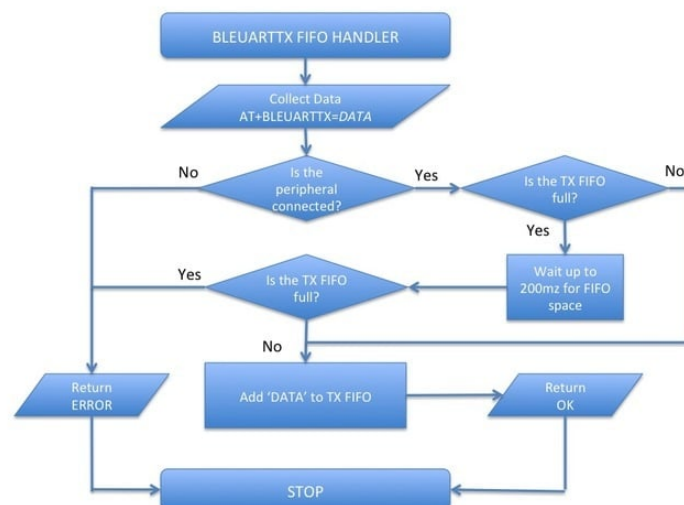 BLEUARTTX FIFO HANDLER
Collect Data
AT+BLEUARTTX=DATA
No
Is the
peripheral
connected?
Yes
Is the TX FIFO
full?
No
Yes
Wait up to
200mz for FIFO
space
Yes
Is the TX FIFO
full?
No
Return
ERROR
Add ‘DATA’ to TX FIFO
Return
OK
STOP